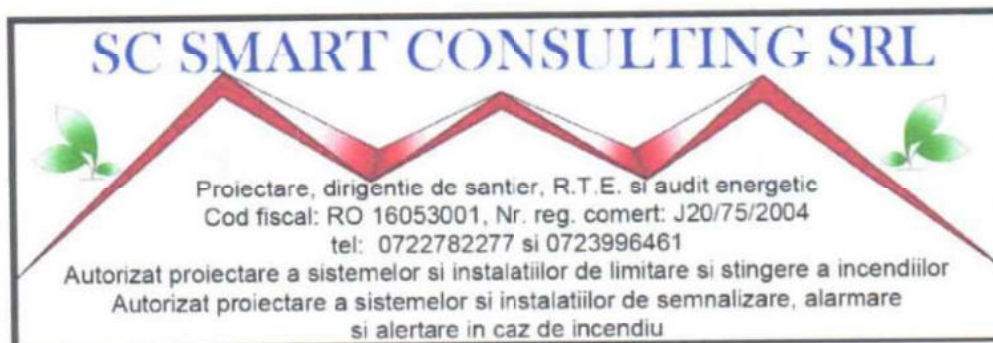 SC SMART CONSULTING SRL
Proiectare, dirigentie de santier, R.T.E. si audit energetic
Cod fiscal: RO 16053001, Nr. reg. comert: J20/75/2004
tel: 0722782277 si 0723996461
Autorizat proiectare a sistemelor si instalatiilor de limitare si stingere a incendiilor
Autorizat proiectare a sistemelor si instalatiilor de semnalizare, alarmare
si alertare in caz de incendiu